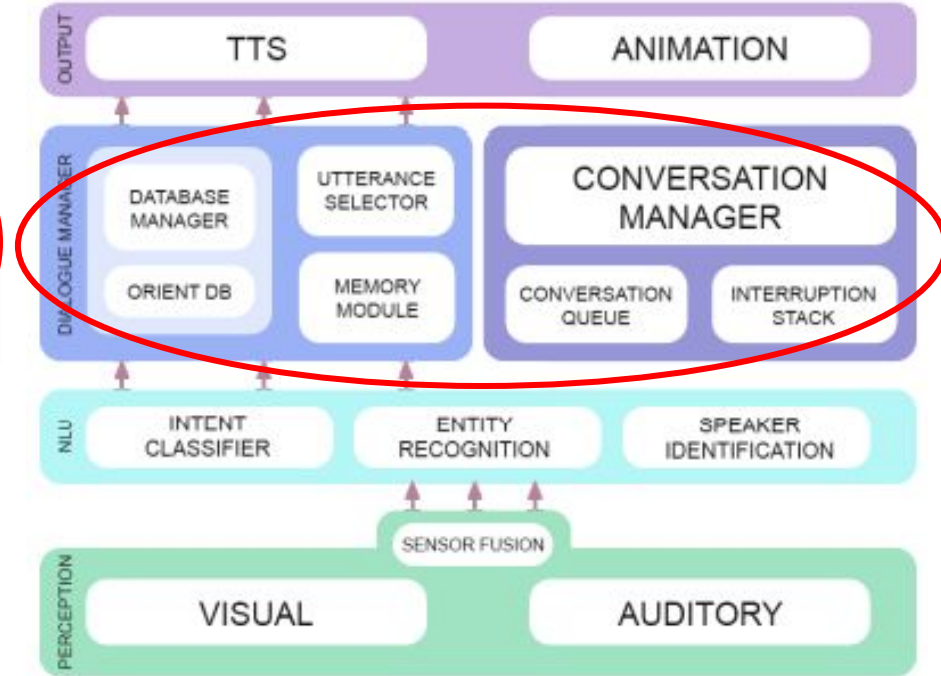 OUTPUT
TTS
ANIMATION
DIALOGUE MANAGER
DATABASE
MANAGER
ORIENT DB
UTTERANCE
SELECTOR
MEMORY
MODULE
CONVERSATION
MANAGER
CONVERSATION
QUEUE
INTERRUPTION
STACK
NLU
INTENT
CLASSIFIER
ENTITY
RECOGNITION
SPEAKER
IDENTIFICATION
SENSOR FUSION
PERCEPTION
VISUAL
AUDITORY